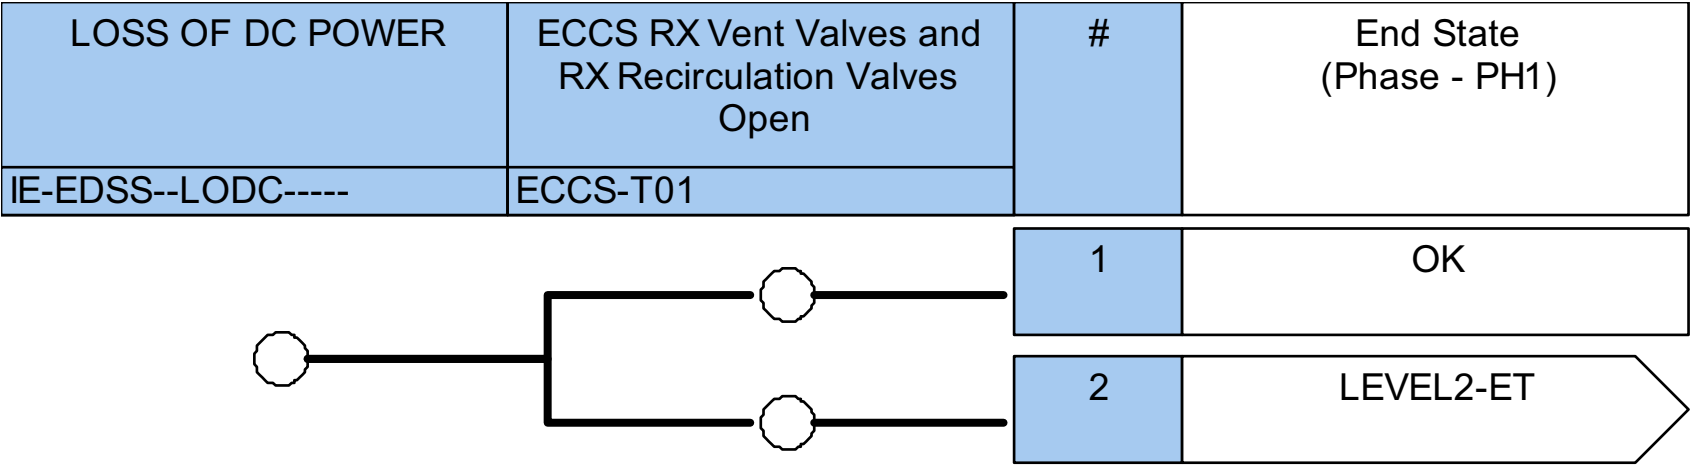 LOSS OF DC POWER
ECCS RX Vent Valves and
RX Recirculation Valves
Open
#
End State
(Phase - PH1)
IE-EDSS--LODC-----
ECCS-T01
1
OK
2
LEVEL2-ET